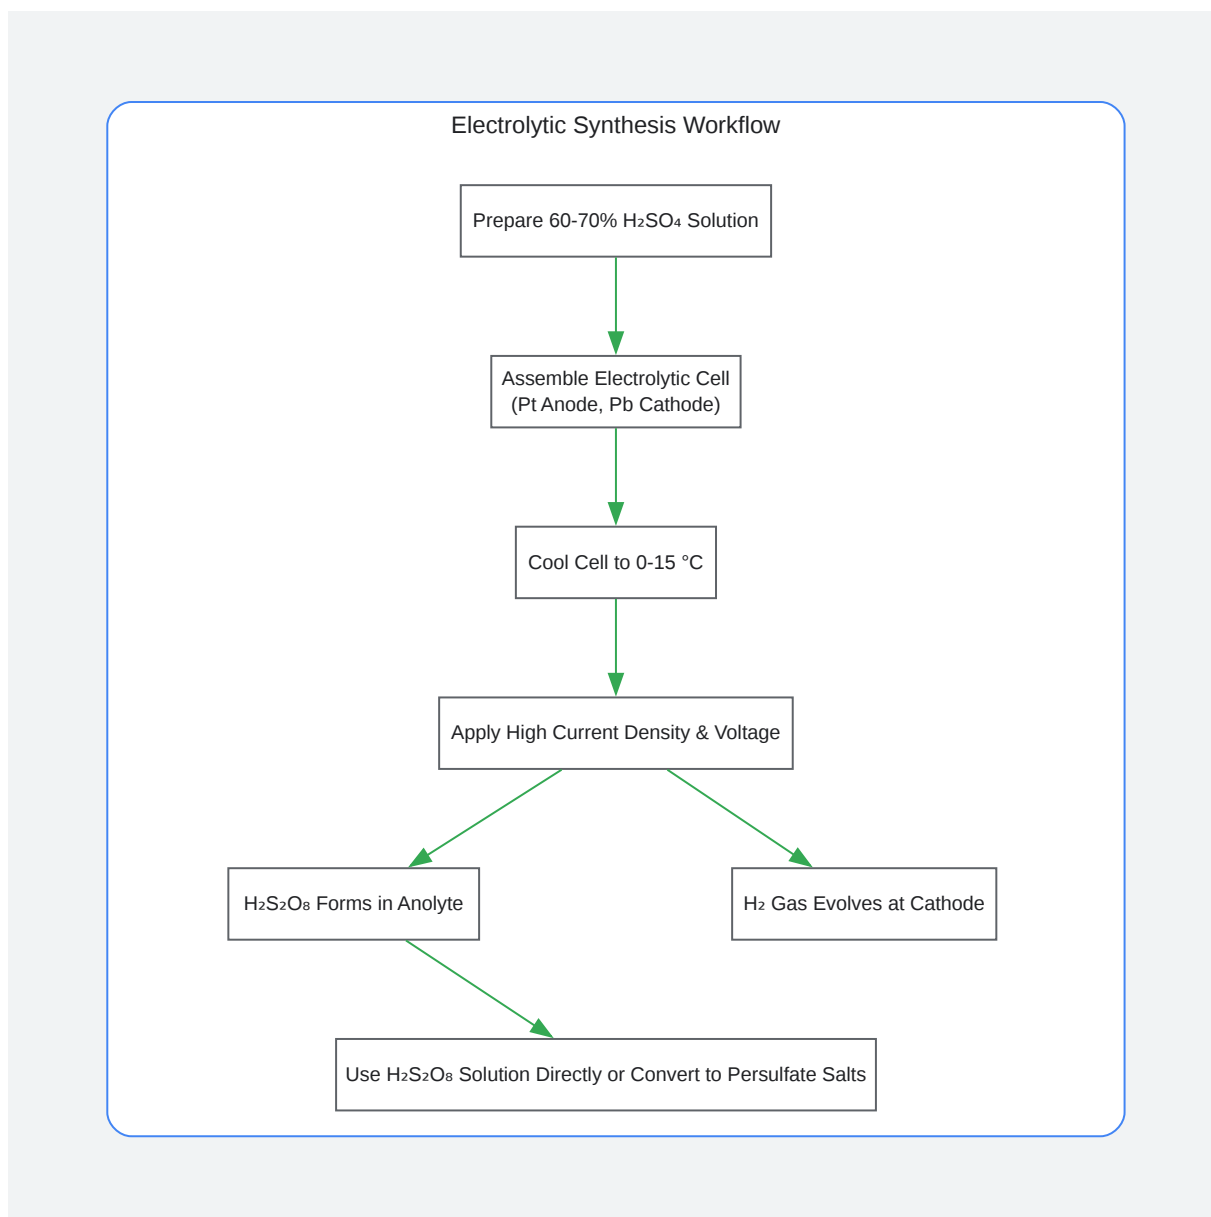 Electrolytic Synthesis Workflow
Prepare 60-70% H₂SO₄ Solution
Assemble Electrolytic Cell
(Pt Anode, Pb Cathode)
Cool Cell to 0-15 °C
Apply High Current Density & Voltage
H₂S₂O₈ Forms in Anolyte
H₂ Gas Evolves at Cathode
Use H₂S₂O₈ Solution Directly or Convert to Persulfate Salts